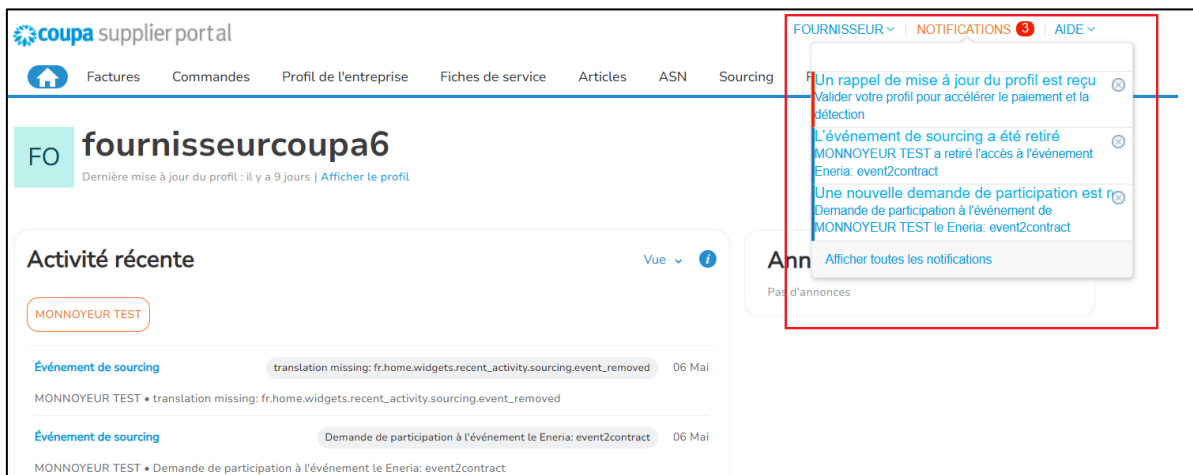 coupa supplier portal
FOURNISSEUR NOTIFICATIONS 3 AIDE
Factures Commandes Profil de l'entreprise Fiches de service Articles ASN Sourcing
Un rappel de mise à jour du profil est reçu
Valider votre profil pour accélérer le paiement et la
détection
L'événement de sourcing a été retiré
MONNOYEUR TEST a retiré l'accès à l'événement
Eneria: event2contract
Une nouvelle demande de participation est
Demande de participation à l'événement de
MONNOYEUR TEST le Eneria: event2contract
Afficher toutes les notifications
FO
fournisseurcoupa6
Dernière mise à jour du profil : il y a 9 jours | Afficher le profil
Activité récente
Vue
i
MONNOYEUR TEST
Événement de sourcing translation missing: fr.home.widgets.recent_activity.sourcing.event_removed 06 Mai
MONNOYEUR TEST • translation missing: fr.home.widgets.recent_activity.sourcing.event_removed
Événement de sourcing Demande de participation à l'événement le Eneria: event2contract 06 Mai
MONNOYEUR TEST • Demande de participation à l'événement le Eneria: event2contract
Pas d'annonces